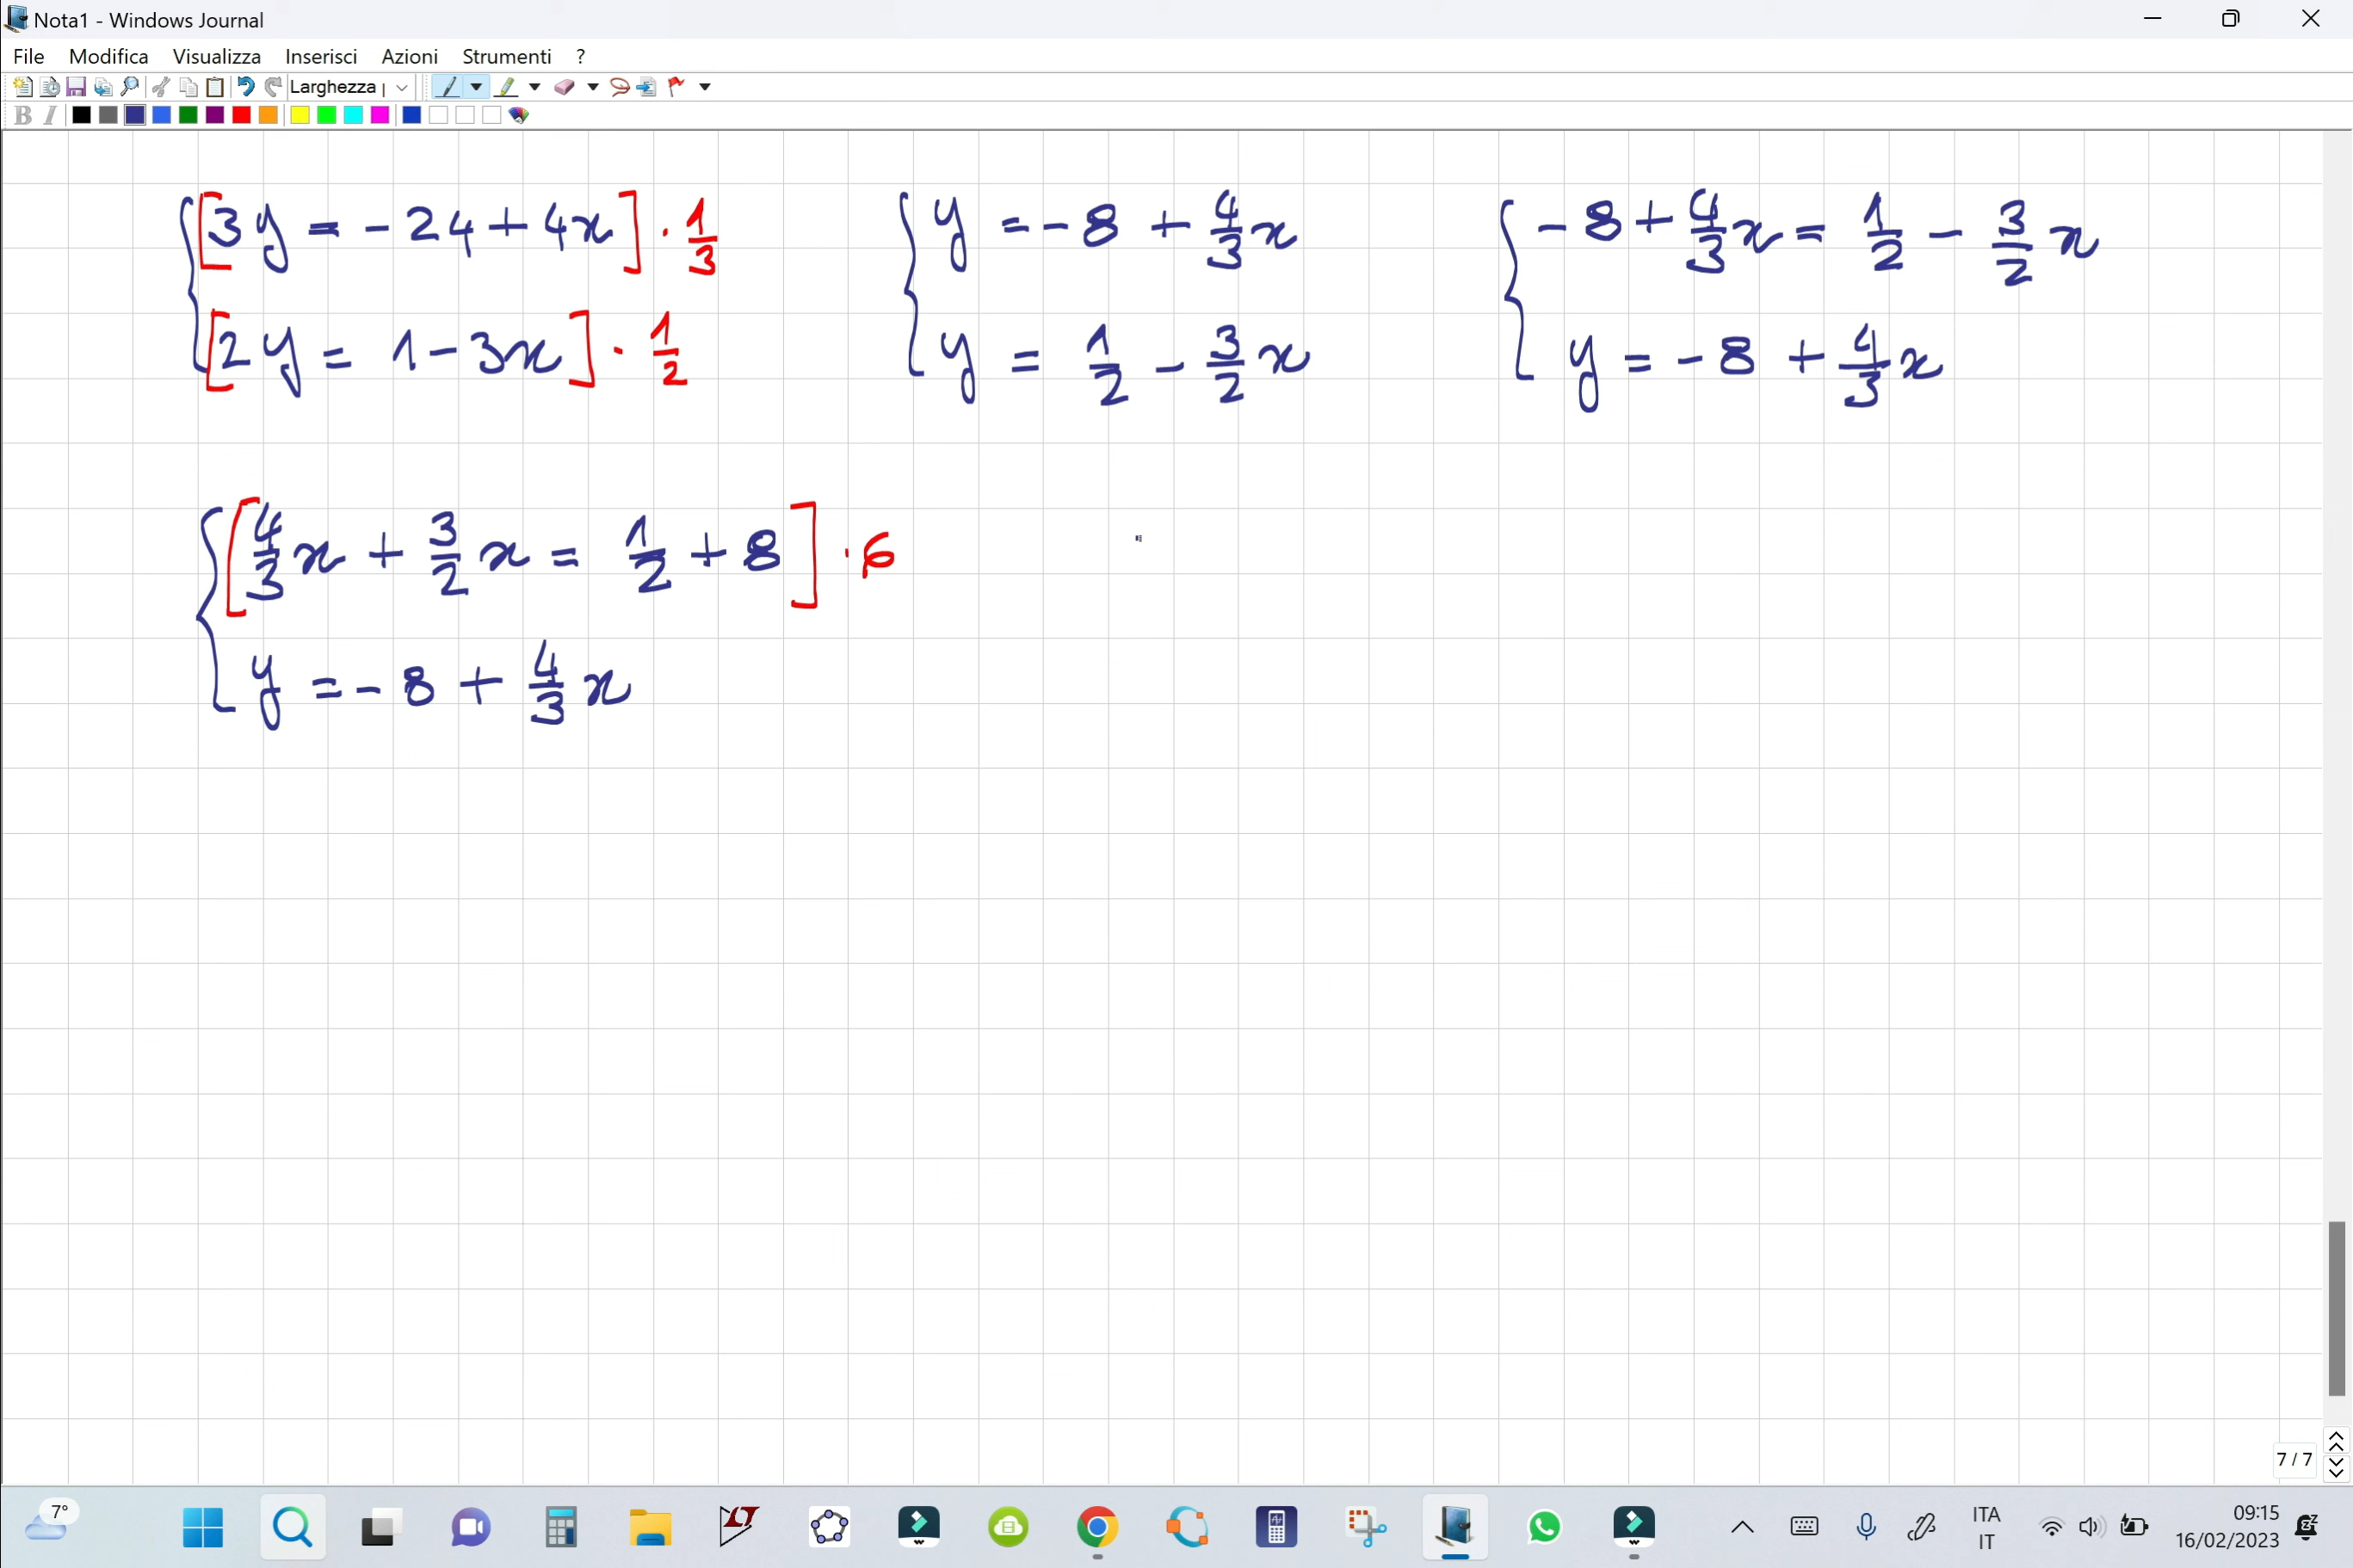 Nota1 - Windows Journal
File Modifica Visualizza Inserisci Azioni Strumenti ?
Larghezza
B I
[3y = -24+4x] · 1/3
[2y = 1-3x] · 1/2
y = -8 + 4/3 x
y = 1/2 - 3/2 x
-8+4/3 x = 1/2 - 3/2 x
y = -8 + 4/3 x
[4/3 x + 3/2 x = 1/2 + 8] · 6
y = -8 + 4/3 x
7 / 7
7°
ITA
IT
09:15
16/02/2023